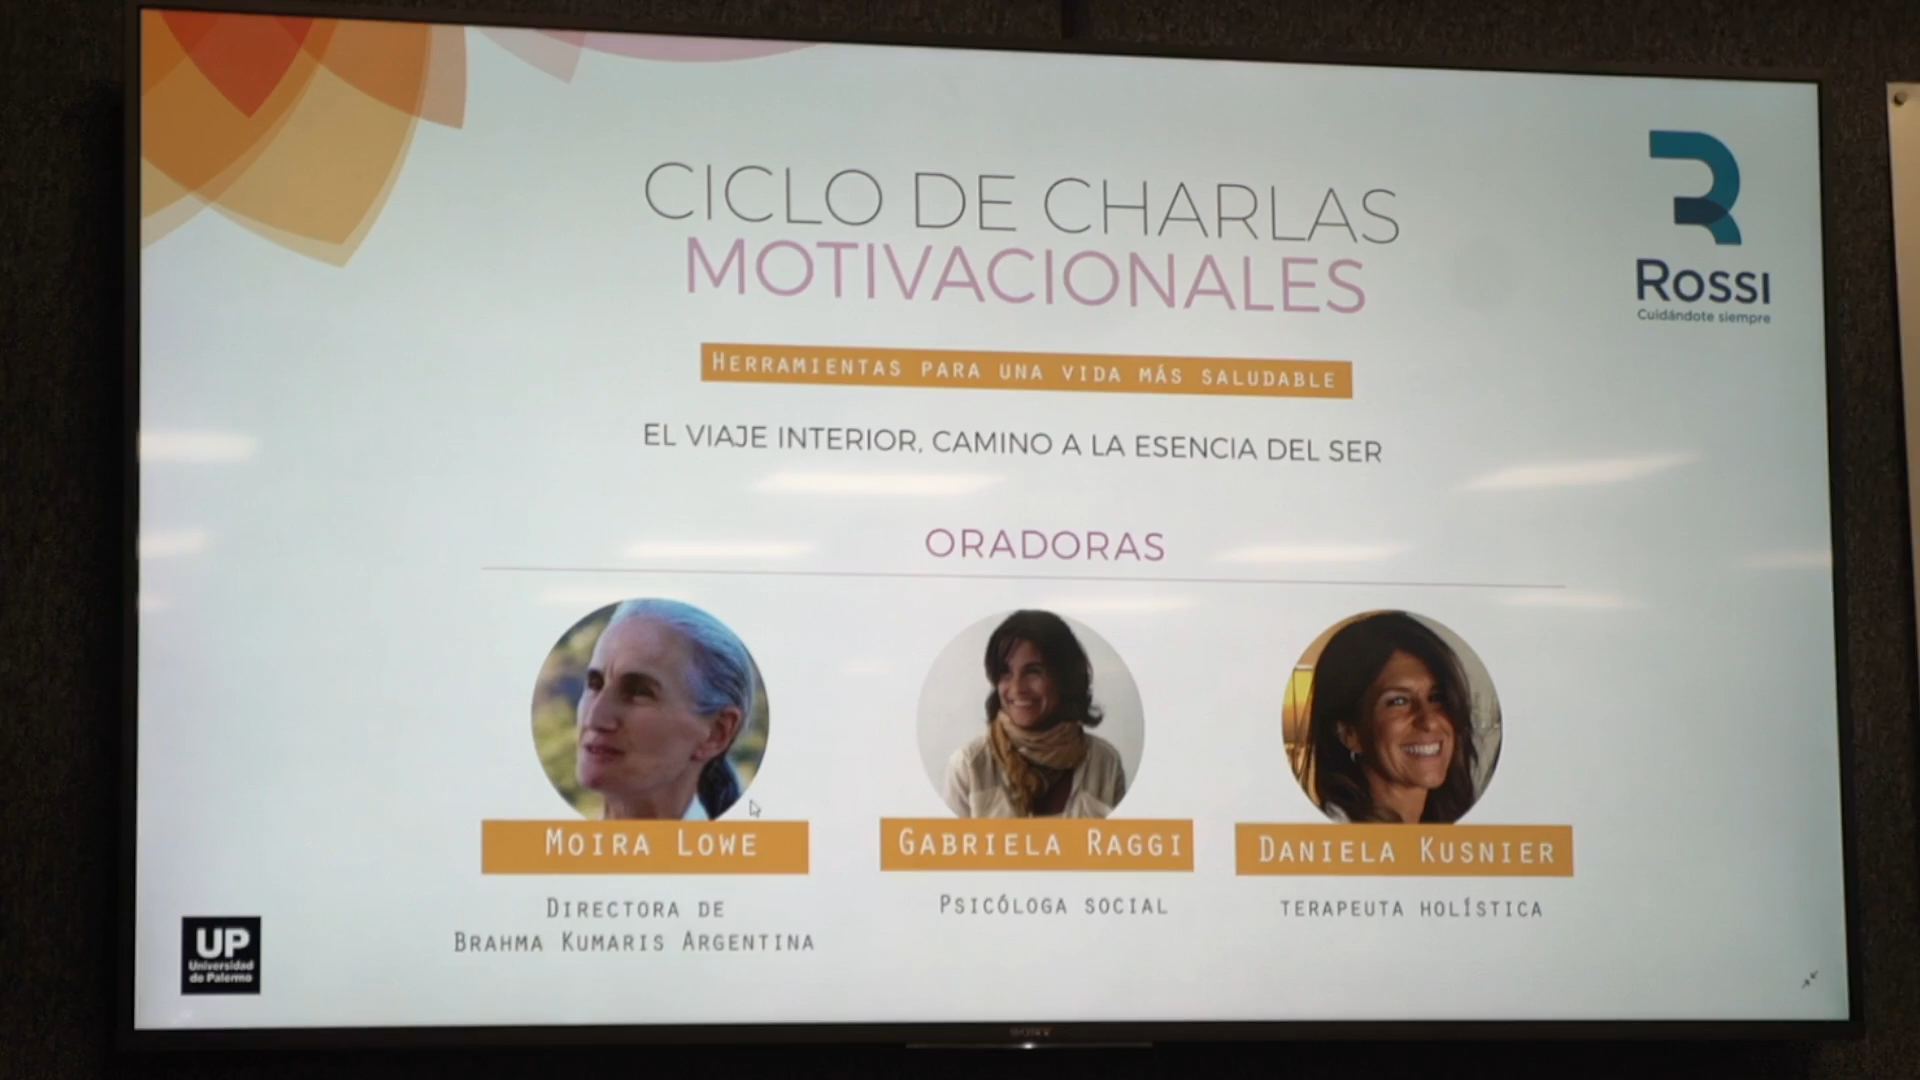 CICLO DE CHARLAS
MOTIVACIONALES
ROSSI
Cuidándote siempre
HERRAMIENTAS PARA UNA VIDA MÁS SALUDABLE
EL VIAJE INTERIOR, CAMINO A LA ESENCIA DEL SER
ORADORAS
MOIRA LOWE
GABRIELA RAGGI
DANIELA KUSNIER
DIRECTORA DE
BRAHMA KUMARIS ARGENTINA
PSICÓLOGA SOCIAL
TERAPEUTA HOLÍSTICA
UP
Universidad
de Palermo
SONY